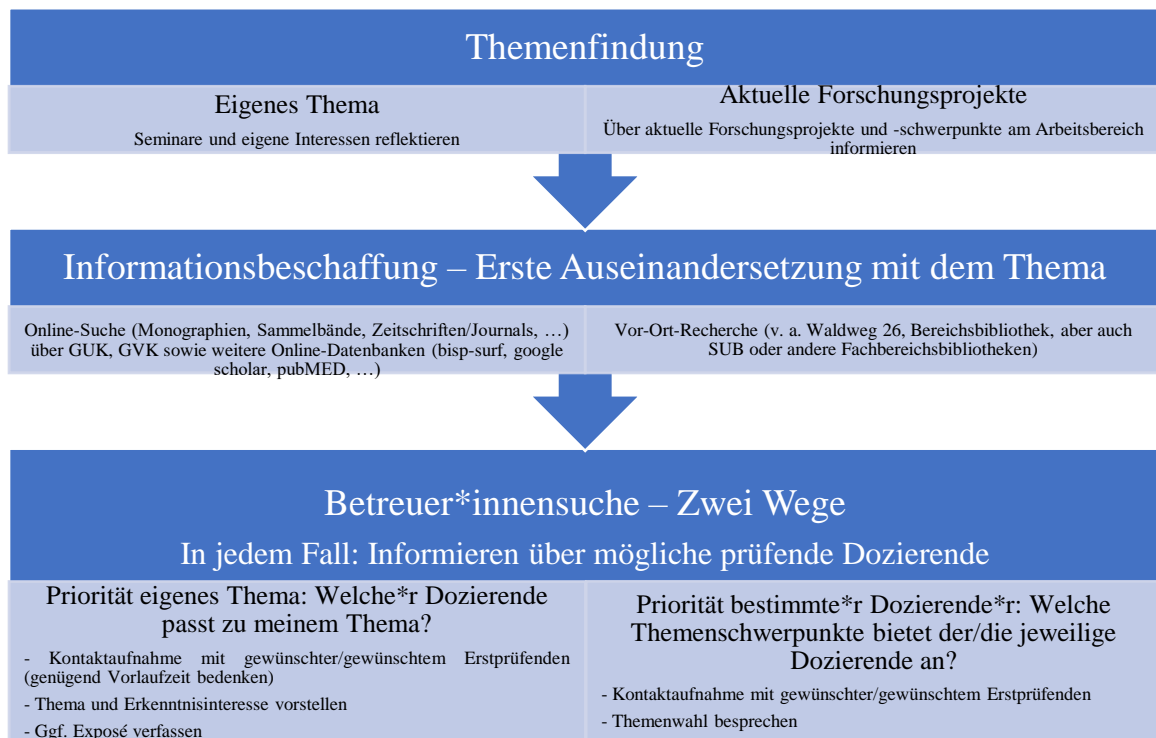 Themenfindung
Eigenes Thema
Seminare und eigene Interessen reflektieren
Aktuelle Forschungsprojekte
Über aktuelle Forschungsprojekte und -schwerpunkte am Arbeitsbereich
informieren
Informationsbeschaffung – Erste Auseinandersetzung mit dem Thema
Online-Suche (Monographien, Sammelbände, Zeitschriften/Journals, …)
über GUK, GVK sowie weitere Online-Datenbanken (bisp-surf, google
scholar, pubMED, …)
Vor-Ort-Recherche (v. a. Waldweg 26, Bereichsbibliothek, aber auch
SUB oder andere Fachbereichsbibliotheken)
Betreuer*innensuche – Zwei Wege
In jedem Fall: Informieren über mögliche prüfende Dozierende
Priorität eigenes Thema: Welche*r Dozierende
passt zu meinem Thema?
- Kontaktaufnahme mit gewünschter/gewünschtem Erstprüfenden
(genügend Vorlaufzeit bedenken)
- Thema und Erkenntnisinteresse vorstellen
- Ggf. Exposé verfassen
Priorität bestimmte*r Dozierende*r: Welche
Themenschwerpunkte bietet der/die jeweilige
Dozierende an?
- Kontaktaufnahme mit gewünschter/gewünschtem Erstprüfenden
- Themenwahl besprechen